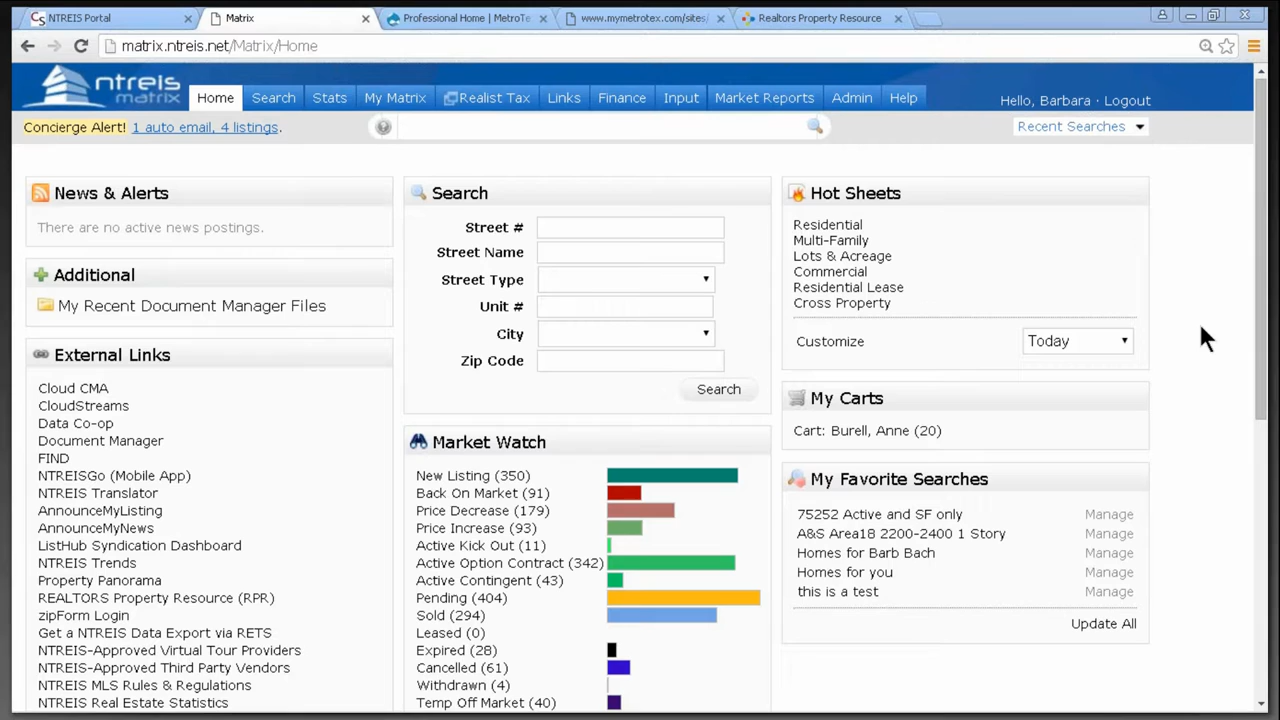 NTREIS Portal
Matrix
Professional Home | MetroTe
www.mymetrotex.com/sites/
Realtors Property Resource
matrix.ntreis.net/Matrix/Home
ntreis
matrix
Home
Search
Stats
My Matrix
Realist Tax
Links
Finance
Input
Market Reports
Admin
Help
Hello, Barbara · Logout
Concierge Alert! 1 auto email, 4 listings.
Recent Searches
News & Alerts
There are no active news postings.
Additional
My Recent Document Manager Files
External Links
Cloud CMA
CloudStreams
Data Co-op
Document Manager
FIND
NTREISGo (Mobile App)
NTREIS Translator
AnnounceMyListing
AnnounceMyNews
ListHub Syndication Dashboard
NTREIS Trends
Property Panorama
REALTORS Property Resource (RPR)
zipForm Login
Get a NTREIS Data Export via RETS
NTREIS-Approved Virtual Tour Providers
NTREIS-Approved Third Party Vendors
NTREIS MLS Rules & Regulations
NTREIS Real Estate Statistics
Search
Street #
Street Name
Street Type
Unit #
City
Zip Code
Search
Market Watch
New Listing (350)
Back On Market (91)
Price Decrease (179)
Price Increase (93)
Active Kick Out (11)
Active Option Contract (342)
Active Contingent (43)
Pending (404)
Sold (294)
Leased (0)
Expired (28)
Cancelled (61)
Withdrawn (4)
Temp Off Market (40)
Hot Sheets
Residential
Multi-Family
Lots & Acreage
Commercial
Residential Lease
Cross Property
Customize
Today
My Carts
Cart: Burell, Anne (20)
My Favorite Searches
75252 Active and SF only Manage
A&S Area18 2200-2400 1 Story Manage
Homes for Barb Bach Manage
Homes for you Manage
this is a test Manage
Update All